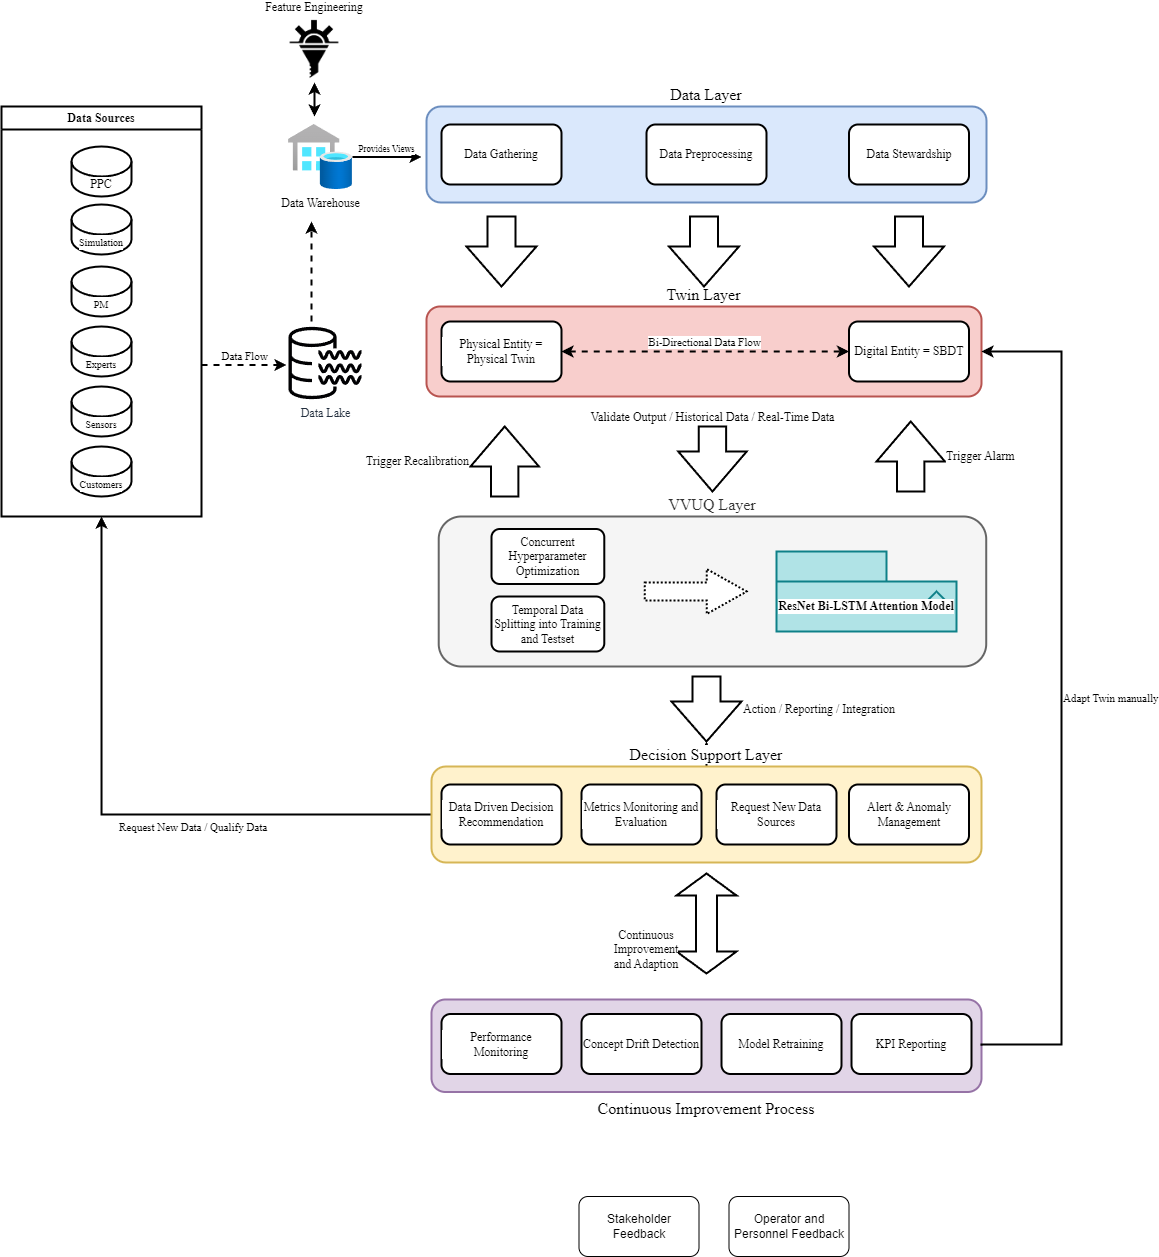 Feature Engineering
Data Sources
PPC
Simulation
PM
Experts
Sensors
Customers
Data Flow
Data Lake
Data Warehouse
Provides Views
Data Layer
Data Gathering
Data Preprocessing
Data Stewardship
Twin Layer
Physical Entity =
Physical Twin
Bi-Directional Data Flow
Digital Entity = SBDT
Validate Output / Historical Data / Real-Time Data
Trigger Recalibration
Trigger Alarm
VVUQ Layer
Concurrent
Hyperparameter
Optimization
Temporal Data
Splitting into Training
and Testset
ResNet Bi-LSTM Attention Model
Adapt Twin manually
Action / Reporting / Integration
Decision Support Layer
Data Driven Decision
Recommendation
Metrics Monitoring and
Evaluation
Request New Data
Sources
Alert & Anomaly
Management
Request New Data / Qualify Data
Continuous
Improvement
and Adaption
Performance
Monitoring
Concept Drift Detection
Model Retraining
KPI Reporting
Continuous Improvement Process
Stakeholder
Feedback
Operator and
Personnel Feedback